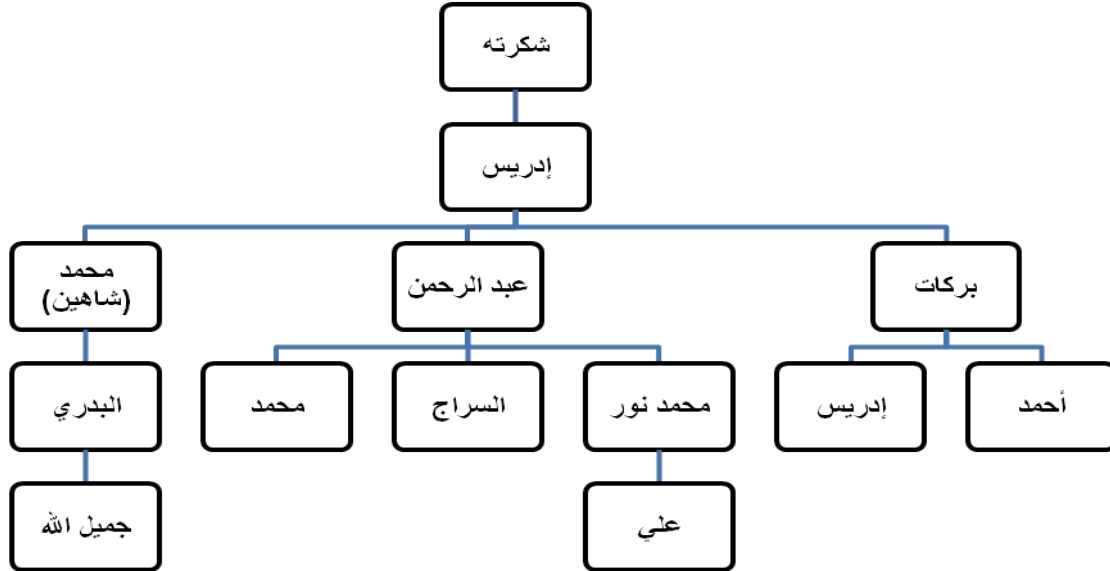 شكرته
إدريس
بركات
عبد الرحمن
محمد
(شاهين)
أحمد
إدريس
محمد نور
السراج
محمد
البدري
علي
جميل الله